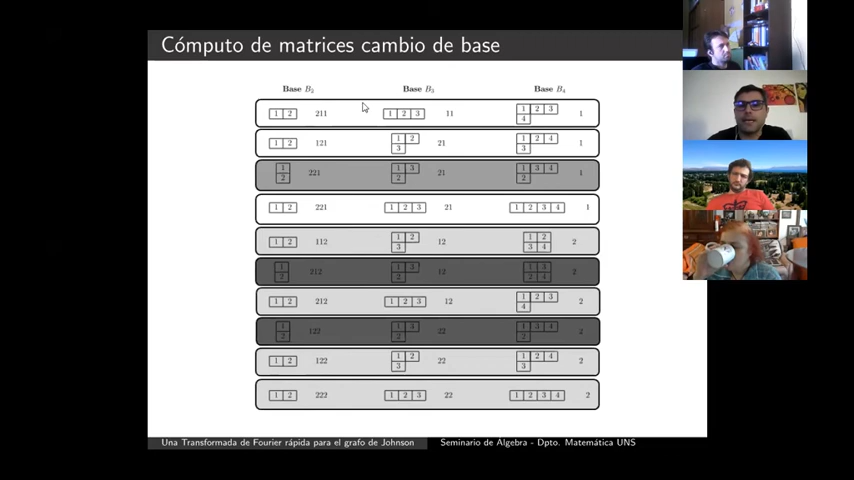 Cómputo de matrices cambio de base
Base B2 Base B3 Base B4
1 2 211 1 2 3 11 1 2 3 1
4
1 2 121 1 2 21 1 2 4 1
3 3
1 221 1 3 21 1 3 4 1
2 2 2
1 2 221 1 2 3 21 1 2 3 4 1
1 2 112 1 2 12 1 2 2
3 3 4
1 212 1 3 12 1 3 2
2 2 2 4
1 2 212 1 2 3 12 1 2 3 2
4
1 122 1 3 22 1 3 4 2
2 2 2
1 2 122 1 2 22 1 2 4 2
3 3
1 2 222 1 2 3 22 1 2 3 4 2
Una Transformada de Fourier rápida para el grafo de Johnson Seminario de Álgebra - Dpto. Matemática UNS